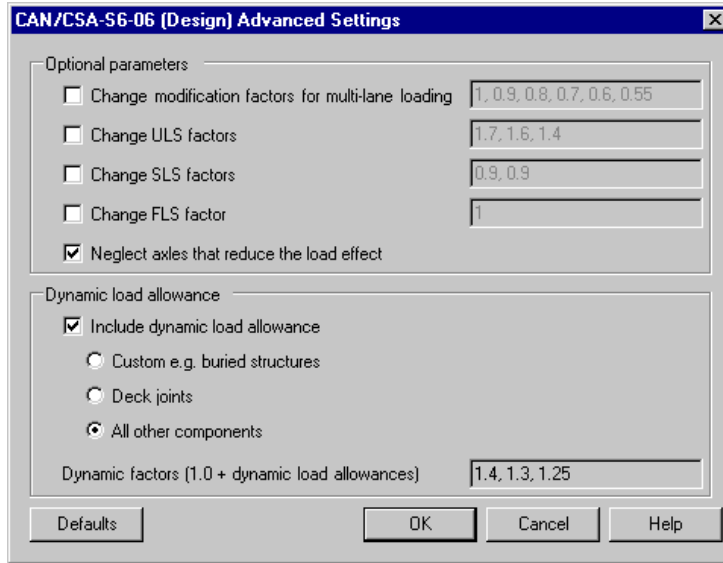 CAN/CSA-S6-06 (Design) Advanced Settings
Optional parameters
Change modification factors for multi-lane loading 1, 0.9, 0.8, 0.7, 0.6, 0.55
Change ULS factors 1.7, 1.6, 1.4
Change SLS factors 0.9, 0.9
Change FLS factor 1
Neglect axles that reduce the load effect
Dynamic load allowance
Include dynamic load allowance
Custom e.g. buried structures
Deck joints
All other components
Dynamic factors (1.0 + dynamic load allowances) 1.4, 1.3, 1.25
Defaults OK Cancel Help